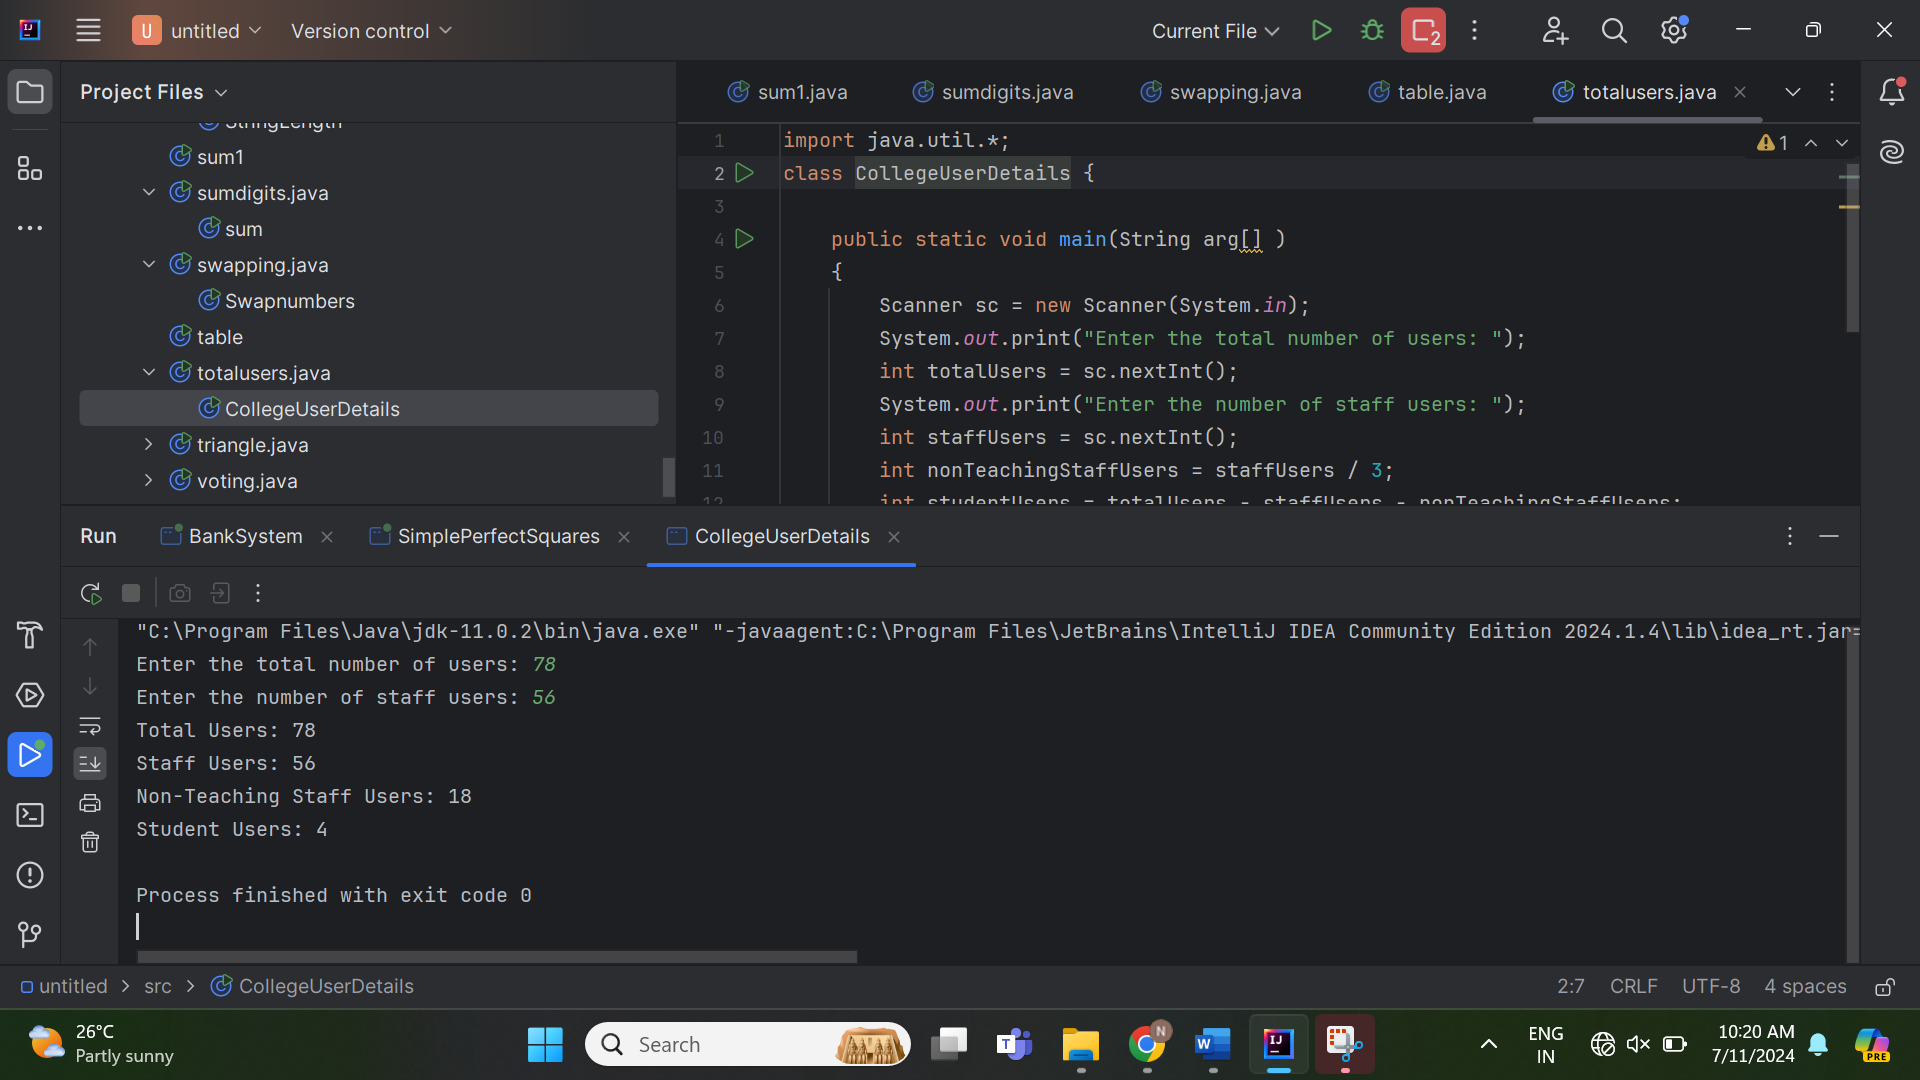 U untitled Version control Current File 2
Project Files
StringLength
sum1
sumdigits.java
sum
swapping.java
Swapnumbers
table
totalusers.java
CollegeUserDetails
triangle.java
voting.java
sum1.java sumdigits.java swapping.java table.java totalusers.java
1 import java.util.*;
2 class CollegeUserDetails {
3
4 public static void main(String arg[] )
5 {
6 Scanner sc = new Scanner(System.in);
7 System.out.print("Enter the total number of users: ");
8 int totalUsers = sc.nextInt();
9 System.out.print("Enter the number of staff users: ");
10 int staffUsers = sc.nextInt();
11 int nonTeachingStaffUsers = staffUsers / 3;
12 int studentUsers = totalUsers - staffUsers - nonTeachingStaffUsers;
1
Run BankSystem SimplePerfectSquares CollegeUserDetails
"C:\Program Files\Java\jdk-11.0.2\bin\java.exe" "-javaagent:C:\Program Files\JetBrains\IntelliJ IDEA Community Edition 2024.1.4\lib\idea_rt.jar=
Enter the total number of users: 78
Enter the number of staff users: 56
Total Users: 78
Staff Users: 56
Non-Teaching Staff Users: 18
Student Users: 4
Process finished with exit code 0
untitled > src > CollegeUserDetails 2:7 CRLF UTF-8 4 spaces
26°C
Partly sunny
Search
ENG
IN
10:20 AM
7/11/2024
PRE